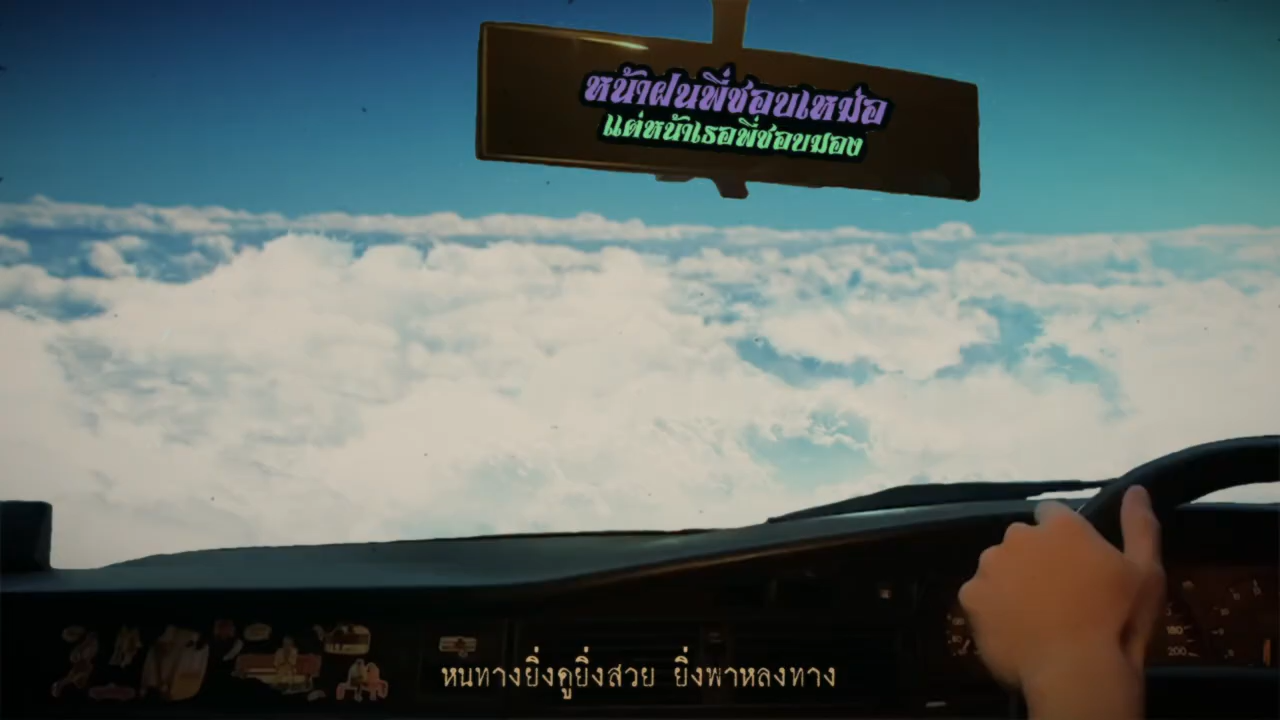 หน้าฝนพี่ชอบเหม่อ
แต่หน้าเธอพี่ชอบมอง
หนทางยิ่งดูยิ่งสวย ยิ่งพาหลงทาง
180
200